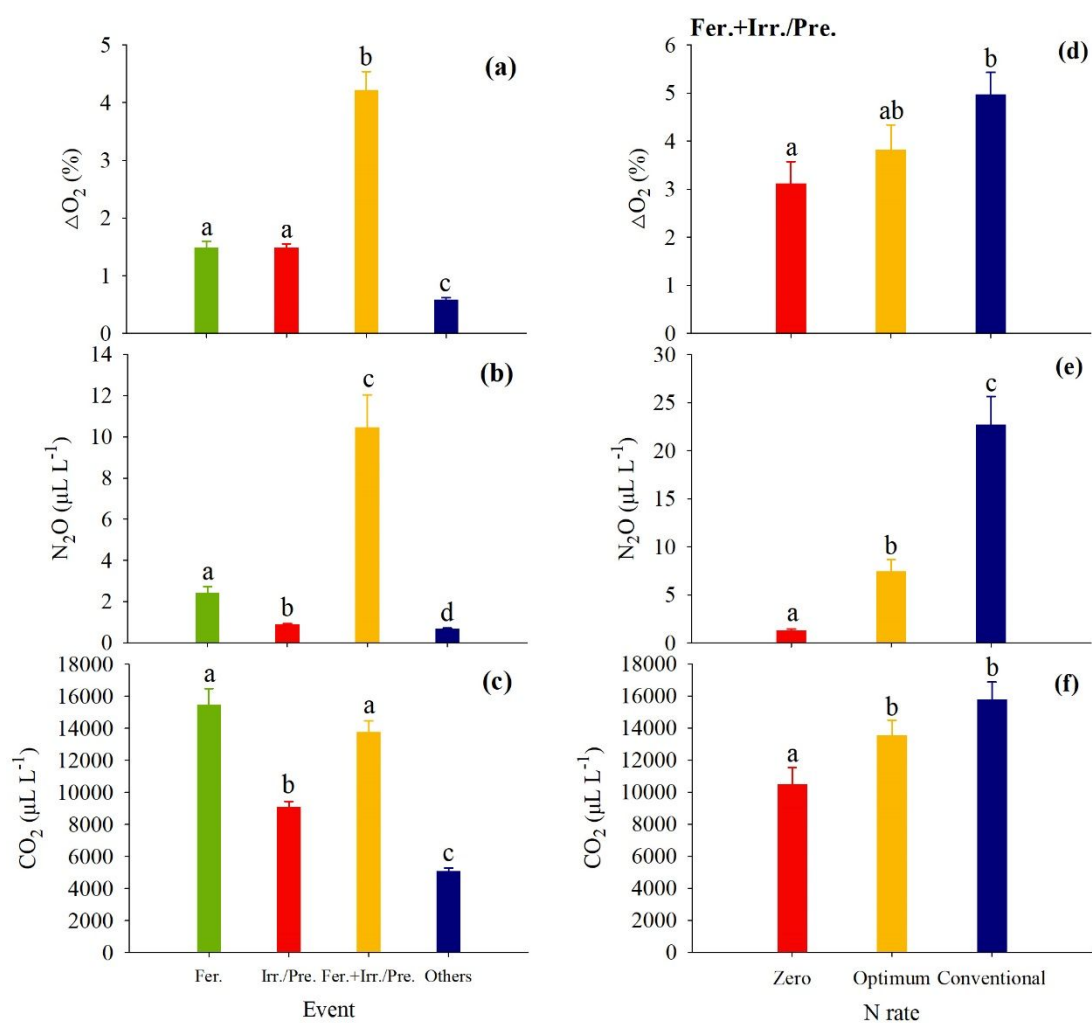 Fer.+Irr./Pre.
(a)
△O₂ (%)
5
4
3
2
1
0
a
a
b
c
(d)
△O₂ (%)
6
5
4
3
2
1
0
a
ab
b
(b)
N₂O (μL L⁻¹)
14
12
10
8
6
4
2
0
a
b
c
d
(e)
N₂O (μL L⁻¹)
30
25
20
15
10
5
0
a
b
c
(c)
CO₂ (μL L⁻¹)
18000
16000
14000
12000
10000
8000
6000
4000
2000
0
a
b
a
c
Fer. Irr./Pre. Fer.+Irr./Pre. Others
Event
(f)
CO₂ (μL L⁻¹)
18000
16000
14000
12000
10000
8000
6000
4000
2000
0
a
b
b
Zero Optimum Conventional
N rate